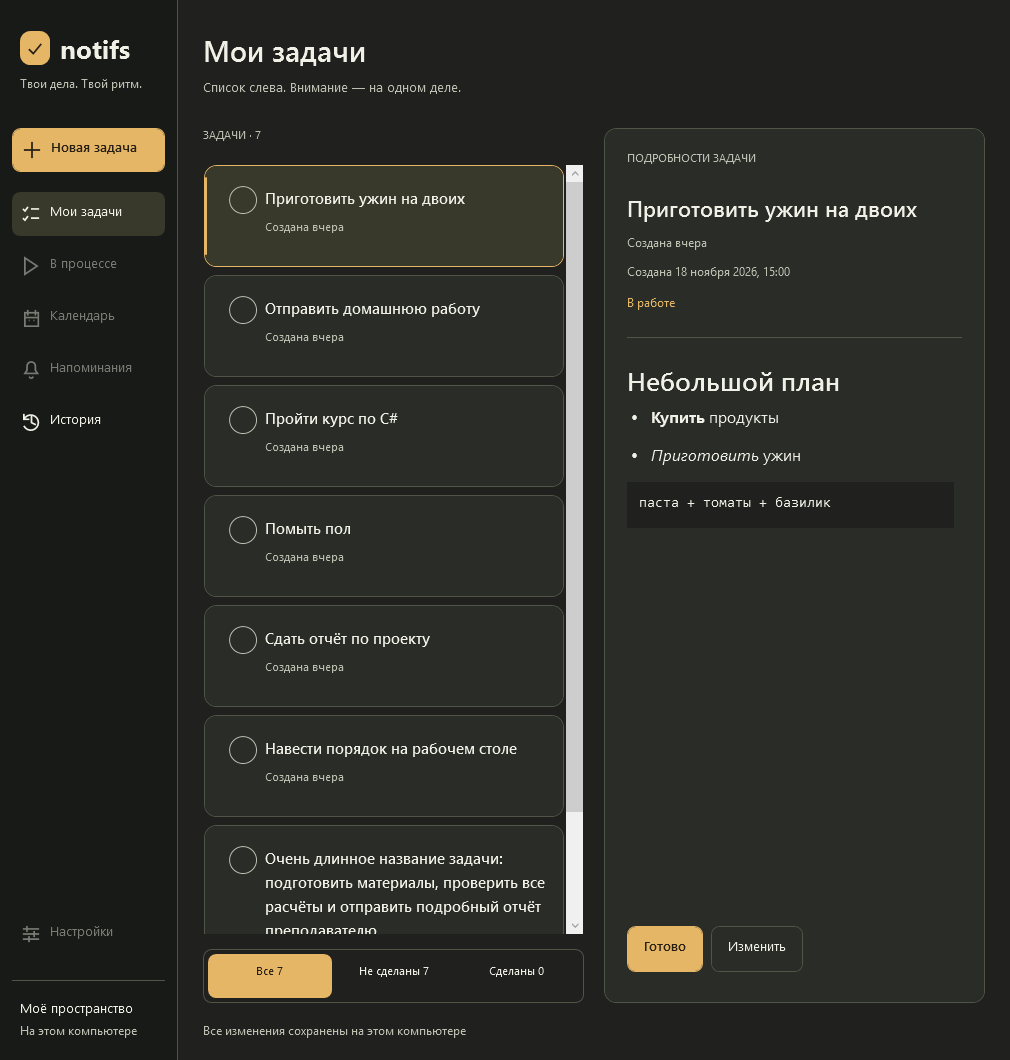 notifs
Твои дела. Твой ритм.
Новая задача
Мои задачи
В процессе
Календарь
Напоминания
История
Настройки
Моё пространство
На этом компьютере
Мои задачи
Список слева. Внимание — на одном деле.
ЗАДАЧИ · 7
Приготовить ужин на двоих
Создана вчера
Отправить домашнюю работу
Создана вчера
Пройти курс по C#
Создана вчера
Помыть пол
Создана вчера
Сдать отчёт по проекту
Создана вчера
Навести порядок на рабочем столе
Создана вчера
Очень длинное название задачи:
подготовить материалы, проверить все
расчёты и отправить подробный отчёт
преподавателю
Все 7
Не сделаны 7
Сделаны 0
Все изменения сохранены на этом компьютере
ПОДРОБНОСТИ ЗАДАЧИ
Приготовить ужин на двоих
Создана вчера
Создана 18 ноября 2026, 15:00
В работе
Небольшой план
• Купить продукты
• Приготовить ужин
паста + томаты + базилик
Готово
Изменить